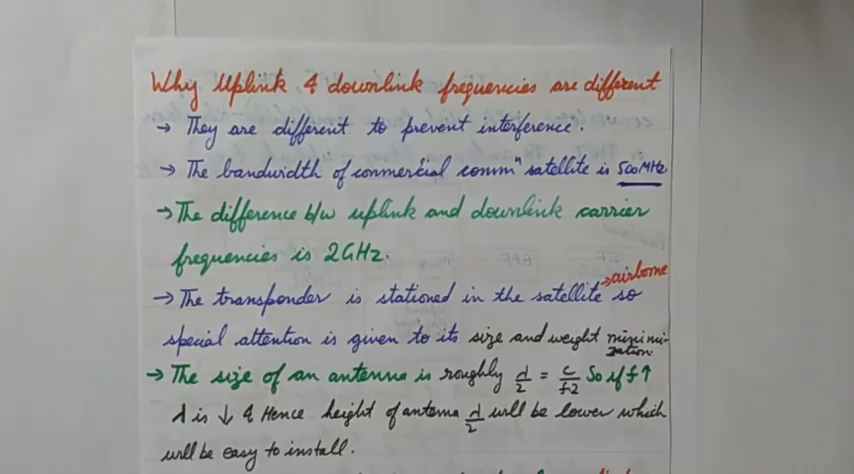 Why Uplink & downlink frequencies are different
→ They are different to prevent interference.
→ The bandwidth of commercial commⁿ satellite is 500MHz
→ The difference b/w uplink and downlink carrier
frequencies is 2GHz.
→ airborne
→ The transponder is stationed in the satellite so
special attention is given to its size and weight minimi-
zation
→ The size of an antenna is roughly λ/2 = c/f·2 So if f↑
λ is ↓ & Hence height of antenna λ/2 will be lower which
will be easy to install.